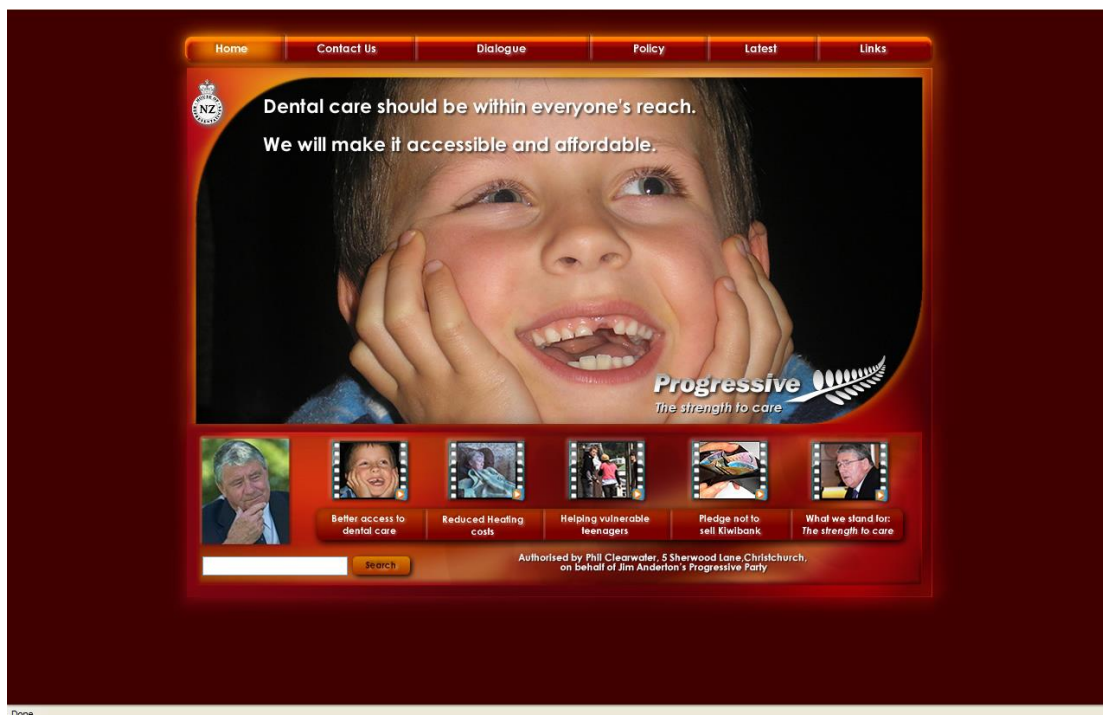 Home Contact Us Dialogue Policy Latest Links
HOUSE OF
NZ
REPRESENTATIVES
Dental care should be within everyone's reach.
We will make it accessible and affordable.
Progressive
The strength to care
Better access to
dental care
Reduced Heating
costs
Helping vulnerable
teenagers
Pledge not to
sell Kiwibank
What we stand for:
The strength to care
Search
Authorised by Phil Clearwater, 5 Sherwood Lane,Christchurch,
on behalf of Jim Anderton's Progressive Party
Done